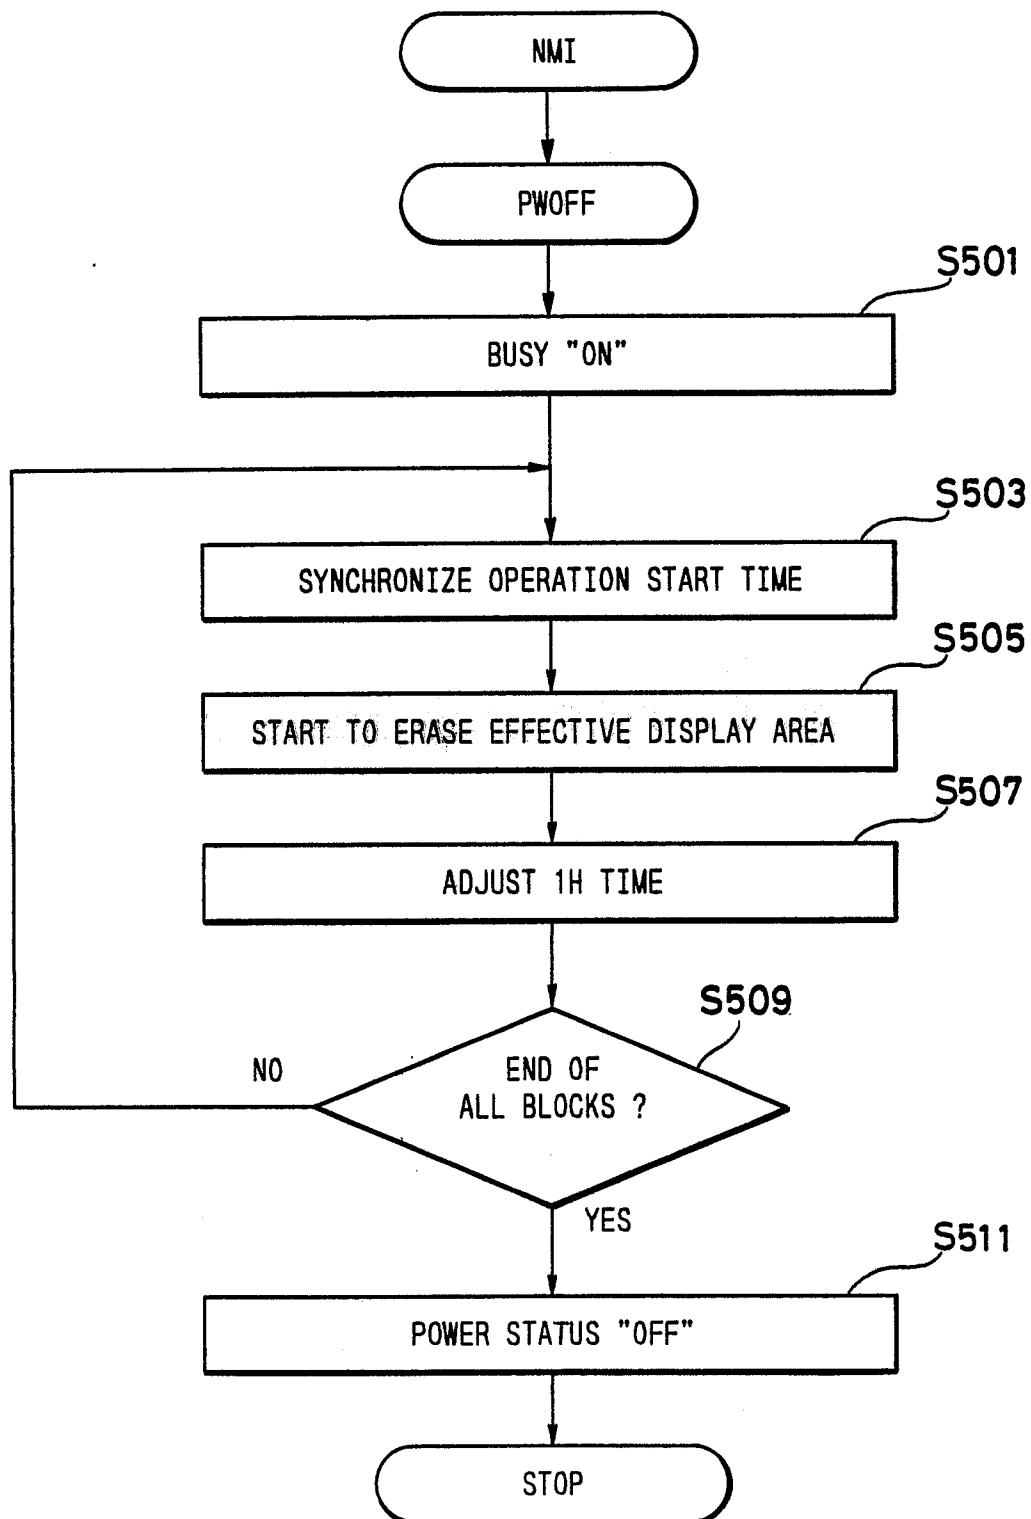 NMI
PWOFF
S501
BUSY "ON"
S503
SYNCHRONIZE OPERATION START TIME
S505
START TO ERASE EFFECTIVE DISPLAY AREA
S507
ADJUST 1H TIME
S509
NO
END OF
ALL BLOCKS ?
YES
S511
POWER STATUS "OFF"
STOP